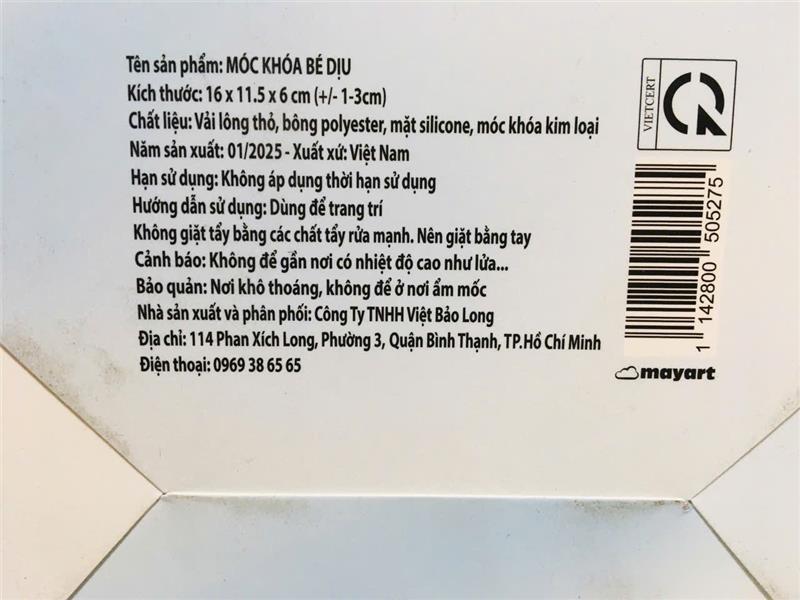 Tên sản phẩm: MÓC KHÓA BÉ DỊU
Kích thước: 16 x 11.5 x 6 cm (+/- 1-3cm)
Chất liệu: Vải lông thỏ, bông polyester, mặt silicone, móc khóa kim loại
Năm sản xuất: 01/2025 - Xuất xứ: Việt Nam
Hạn sử dụng: Không áp dụng thời hạn sử dụng
Hướng dẫn sử dụng: Dùng để trang trí
Không giặt tẩy bằng các chất tẩy rửa mạnh. Nên giặt bằng tay
Cảnh báo: Không để gần nơi có nhiệt độ cao như lửa...
Bảo quản: Nơi khô thoáng, không để ở nơi ẩm mốc
Nhà sản xuất và phân phối: Công Ty TNHH Việt Bảo Long
Địa chỉ: 114 Phan Xích Long, Phường 3, Quận Bình Thạnh, TP.Hồ Chí Minh
Điện thoại: 0969 38 65 65
VIETCERT
1 142800 505275
mayart